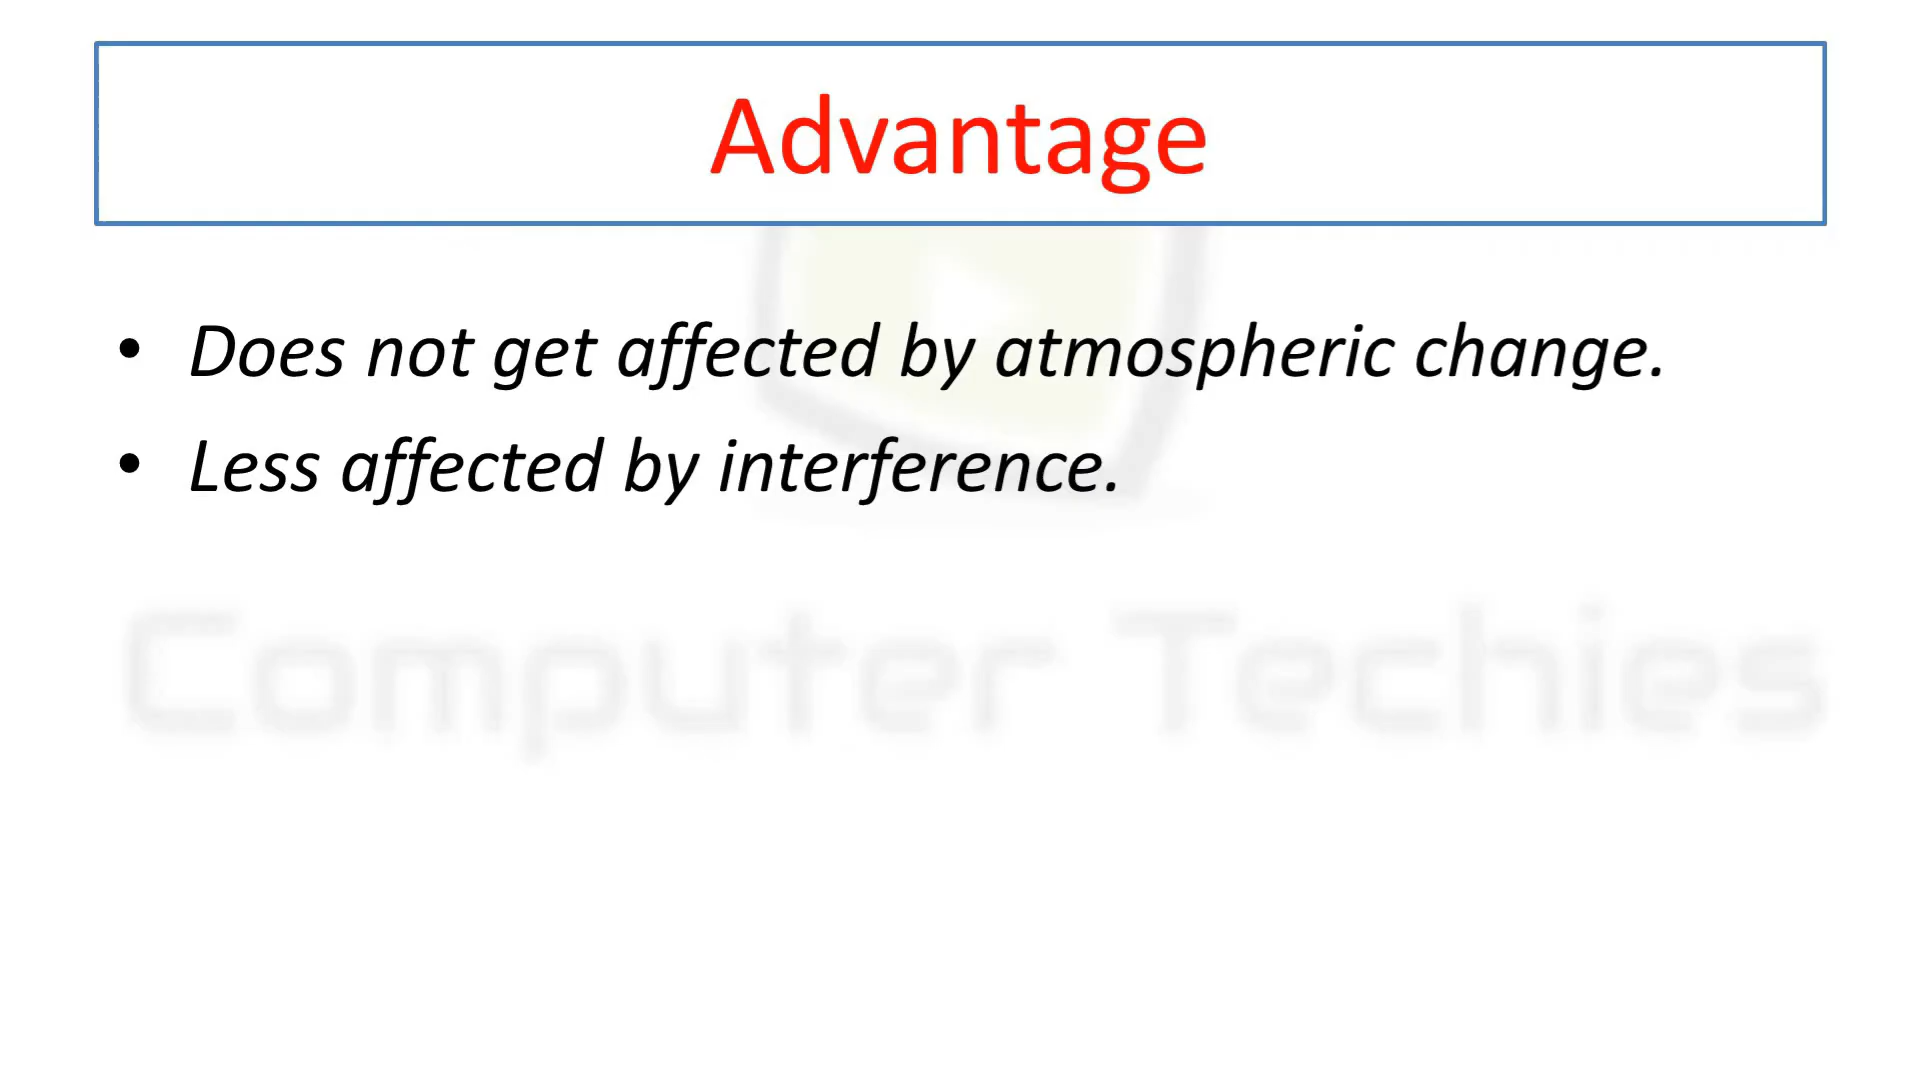 Advantage
• Does not get affected by atmospheric change.
• Less affected by interference.
Computer Techies